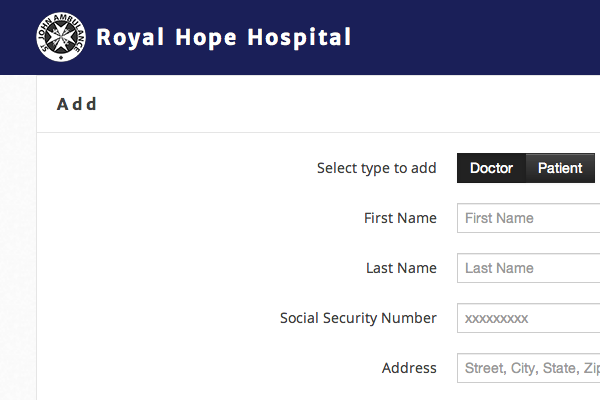 ST JOHN AMBULANCE
Royal Hope Hospital
Add
Select type to add Doctor Patient
First Name First Name
Last Name Last Name
Social Security Number xxxxxxxxx
Address Street, City, State, Zip